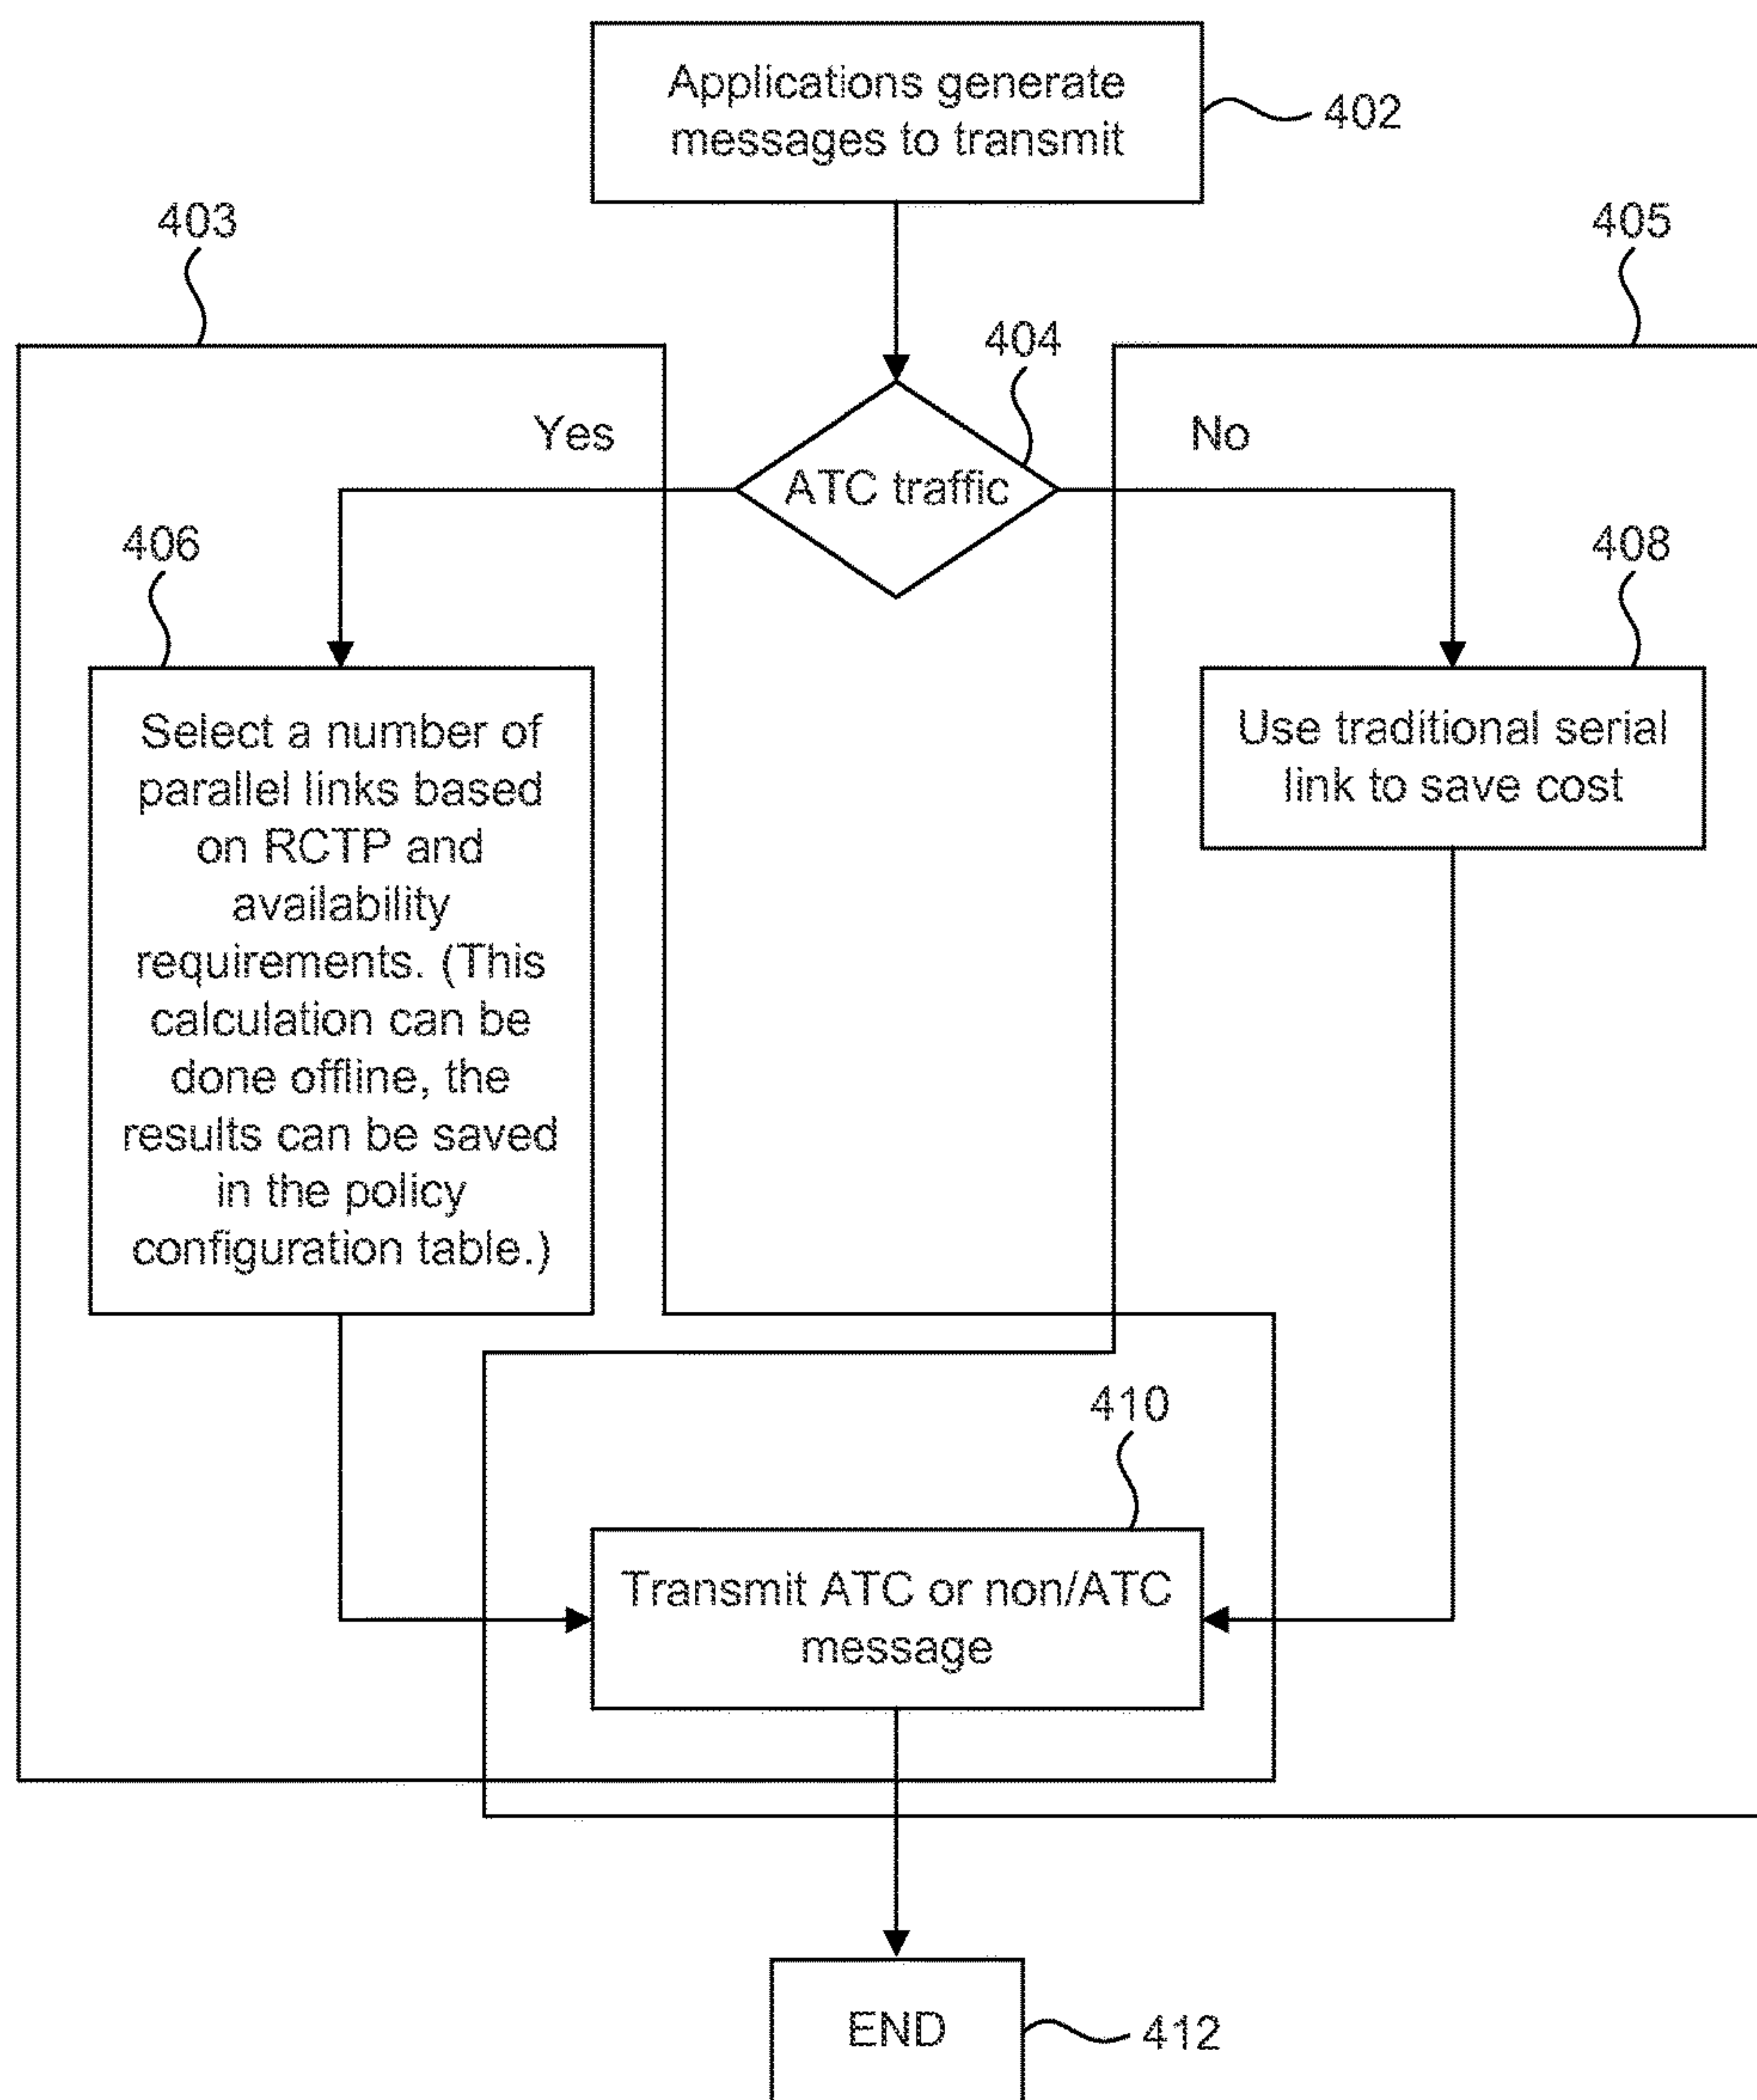 Applications generate
messages to transmit
402
403
405
404
Yes
No
ATC traffic
406
408
Select a number of
parallel links based
on RCTP and
availability
requirements. (This
calculation can be
done offline, the
results can be saved
in the policy
configuration table.)
Use traditional serial
link to save cost
410
Transmit ATC or non/ATC
message
END
412